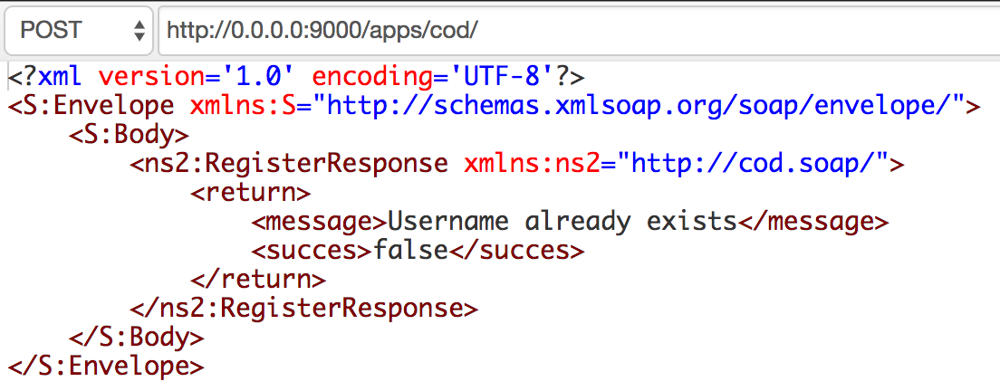 POST http://0.0.0.0:9000/apps/cod/
<?xml version='1.0' encoding='UTF-8'?>
<S:Envelope xmlns:S="http://schemas.xmlsoap.org/soap/envelope/">
    <S:Body>
        <ns2:RegisterResponse xmlns:ns2="http://cod.soap/">
            <return>
                <message>Username already exists</message>
                <succes>false</succes>
            </return>
        </ns2:RegisterResponse>
    </S:Body>
</S:Envelope>